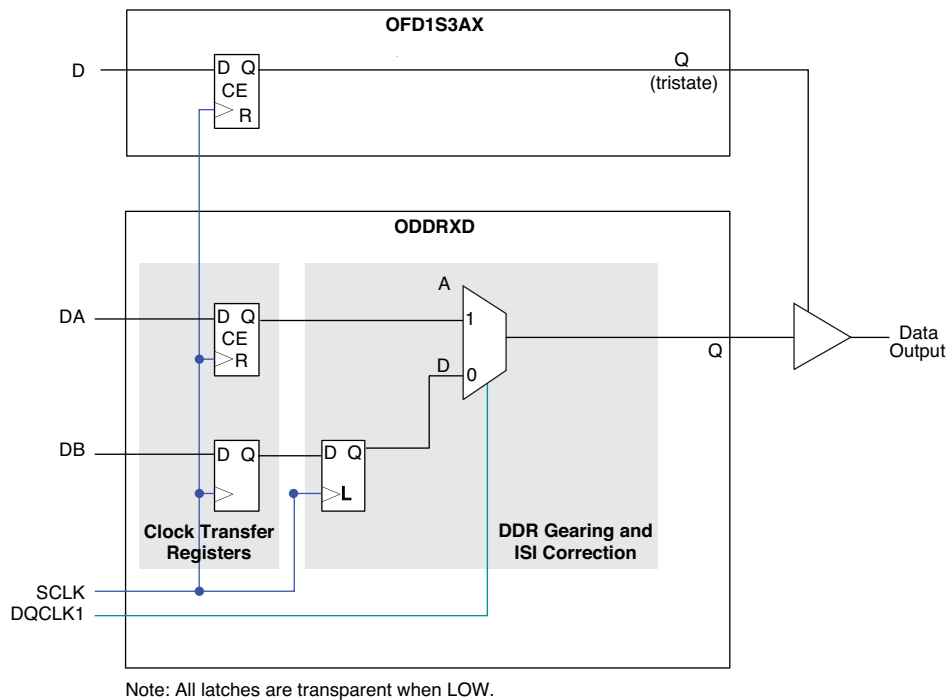 OFD1S3AX
D
D Q
CE
R
Q
(tristate)
ODDRXD
A
DA
D Q
CE
R
1
D
0
Q
Data
Output
DB
D Q
D Q
L
Clock Transfer
Registers
DDR Gearing and
ISI Correction
SCLK
DQCLK1
Note: All latches are transparent when LOW.